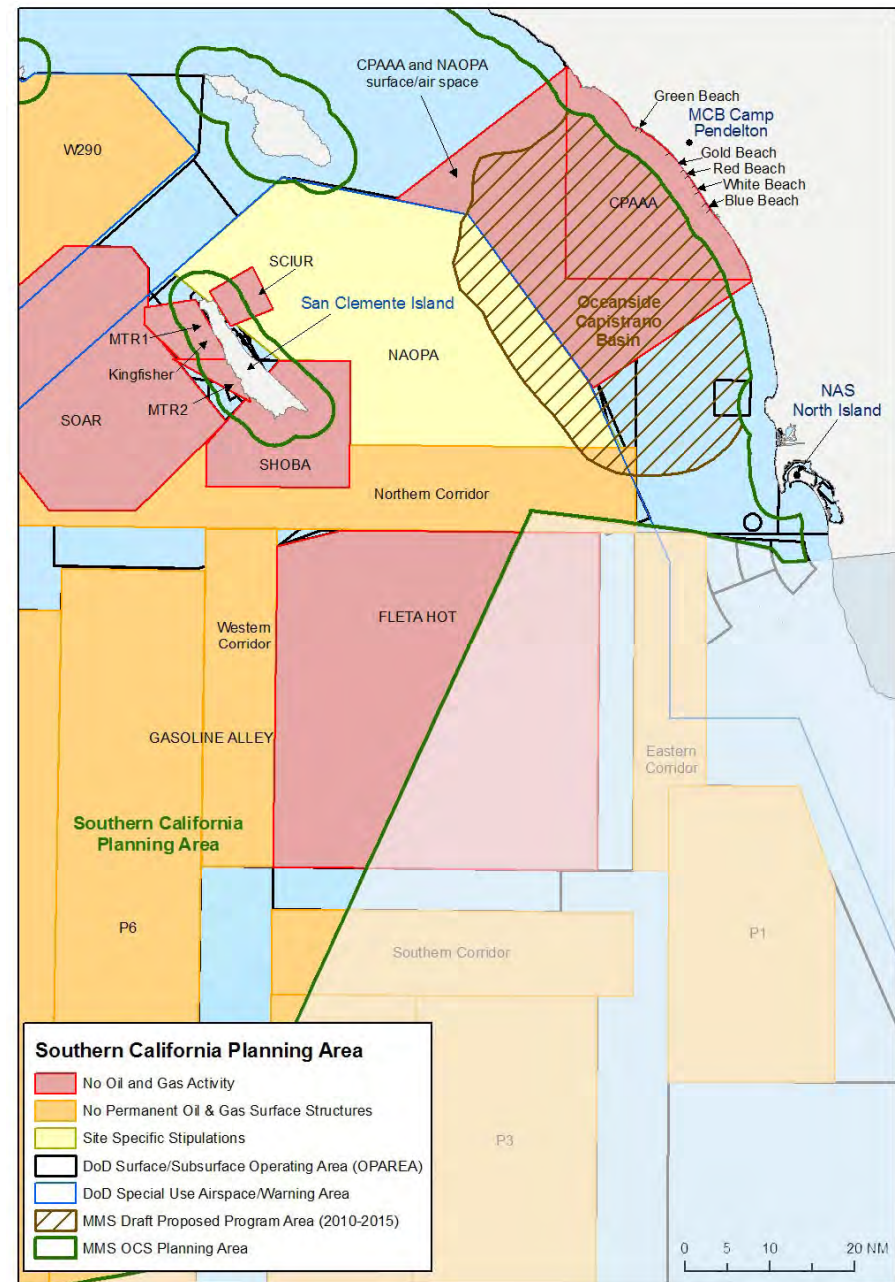 CPAAA and NAOPA
surface/air space
Green Beach
MCB Camp
Pendelton
W290
Gold Beach
Red Beach
White Beach
Blue Beach
CPAAA
SCIUR
San Clemente Island
Oceanside
Capistrano
Basin
MTR1
NAOPA
Kingfisher
MTR2
NAS
North Island
SOAR
SHOBA
Northern Corridor
FLETA HOT
Western
Corridor
GASOLINE ALLEY
Eastern
Corridor
Southern California
Planning Area
P6
P1
Southern Corridor
P3
Southern California Planning Area
No Oil and Gas Activity
No Permanent Oil & Gas Surface Structures
Site Specific Stipulations
DoD Surface/Subsurface Operating Area (OPAREA)
DoD Special Use Airspace/Warning Area
MMS Draft Proposed Program Area (2010-2015)
MMS OCS Planning Area
0 5 10 20 NM